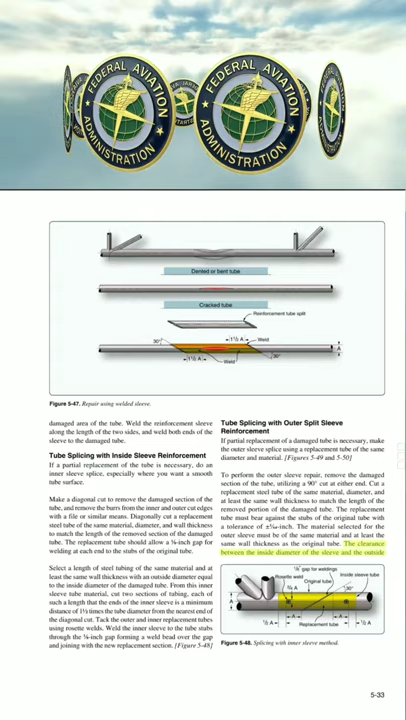 FEDERAL AVIATION
ADMINISTRATION
FEDERAL AVIATION
ADMINISTRATION
Dented or bent tube
Cracked tube
Reinforcement tube split
30°
1½ A
Weld
A
1½ A
Weld
30°
Figure 5-47. Repair using welded sleeve.
damaged area of the tube. Weld the reinforcement sleeve
along the length of the two sides, and weld both ends of the
sleeve to the damaged tube.
Tube Splicing with Inside Sleeve Reinforcement
If a partial replacement of the tube is necessary, do an
inner sleeve splice, especially where you want a smooth
tube surface.
Make a diagonal cut to remove the damaged section of the
tube, and remove the burrs from the inner and outer cut edges
with a file or similar means. Diagonally cut a replacement
steel tube of the same material, diameter, and wall thickness
to match the length of the removed section of the damaged
tube. The replacement tube should allow a ⅛-inch gap for
welding at each end to the stubs of the original tube.
Select a length of steel tubing of the same material and at
least the same wall thickness with an outside diameter equal
to the inside diameter of the damaged tube. From this inner
sleeve tube material, cut two sections of tubing, each of
such a length that the ends of the inner sleeve is a minimum
distance of 1½ times the tube diameter from the nearest end of
the diagonal cut. Tack the outer and inner replacement tubes
using rosette welds. Weld the inner sleeve to the tube stubs
through the ⅛-inch gap forming a weld bead over the gap
and joining with the new replacement section. [Figure 5-48]
Tube Splicing with Outer Split Sleeve
Reinforcement
If partial replacement of a damaged tube is necessary, make
the outer sleeve splice using a replacement tube of the same
diameter and material. [Figures 5-49 and 5-50]
To perform the outer sleeve repair, remove the damaged
section of the tube, utilizing a 90° cut at either end. Cut a
replacement steel tube of the same material, diameter, and
at least the same wall thickness to match the length of the
removed portion of the damaged tube. The replacement
tube must bear against the stubs of the original tube with
a tolerance of
-inch. The material selected for the
outer sleeve must be of the same material and at least the
same wall thickness as the original tube. The clearance
between the inside diameter of the sleeve and the outside
⅛" gap for weldings
Rosette weld
Original tube
Inside sleeve tube
¾ A
30°
A
A
A
½ A
Replacement tube
½ A
Figure 5-48. Splicing with inner sleeve method.
5-33